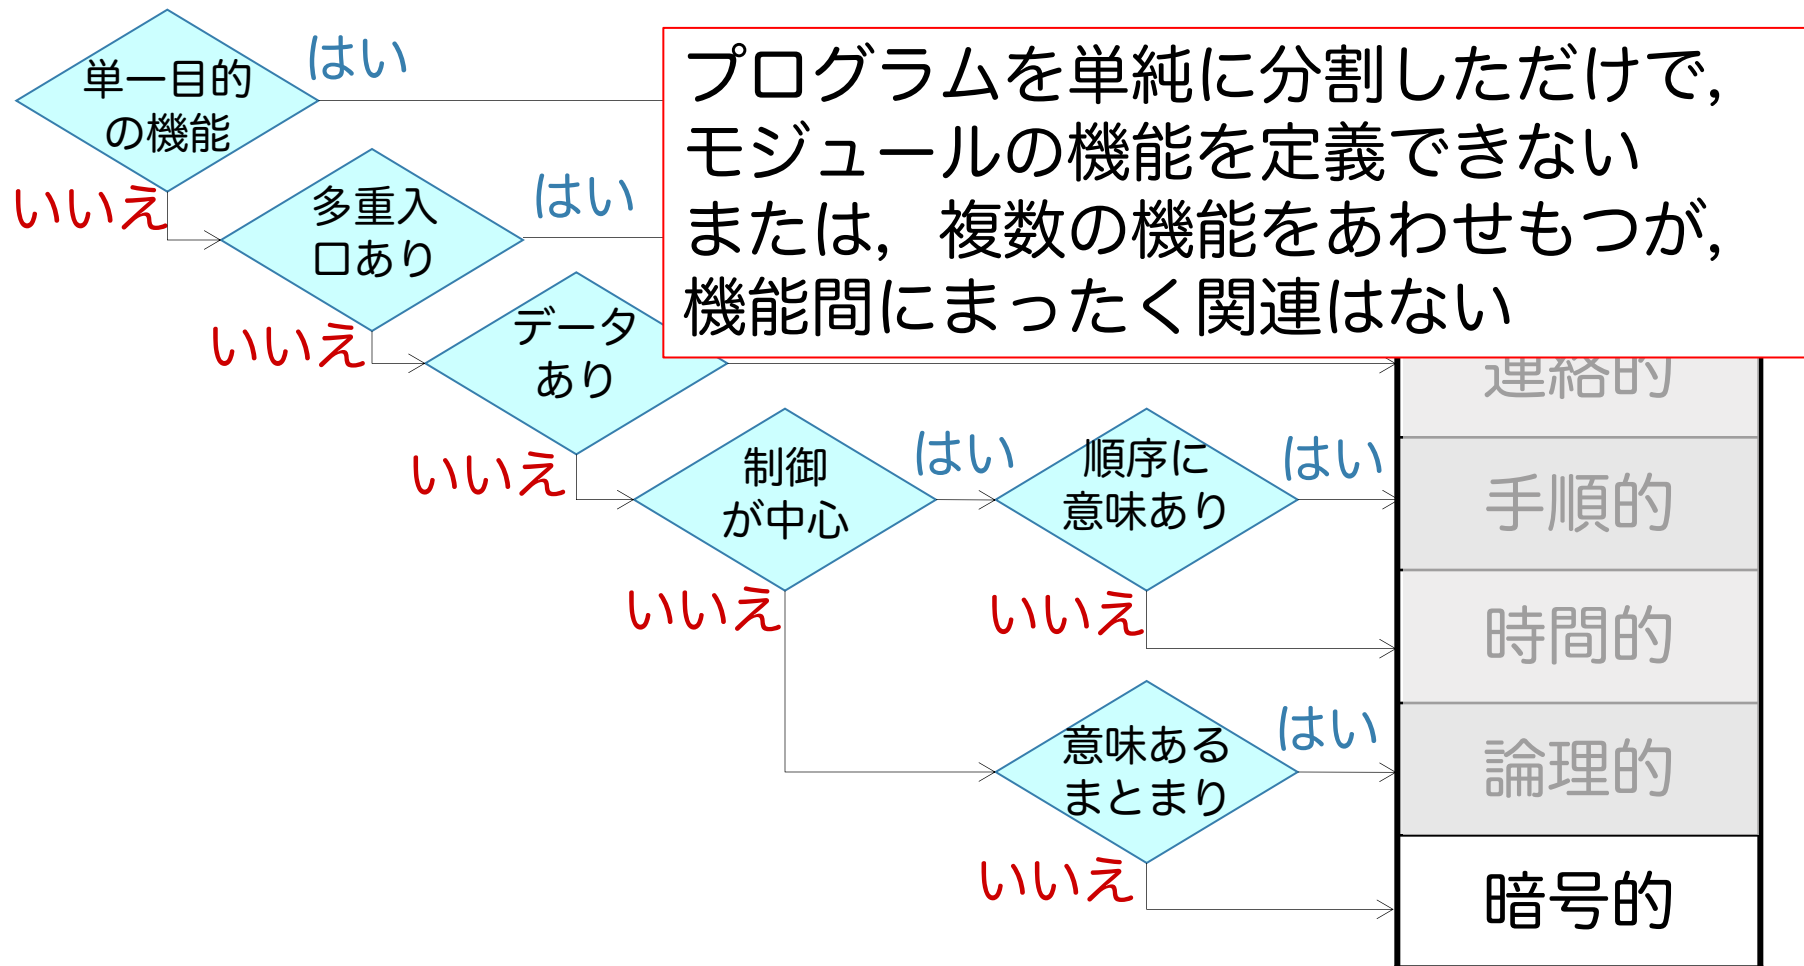 単一目的
の機能
はい
プログラムを単純に分割しただけで，
モジュールの機能を定義できない
または，複数の機能をあわせもつが，
機能間にまったく関連はない
いいえ
多重入
口あり
はい
いいえ
データ
あり
連絡的
いいえ
制御
が中心
はい
順序に
意味あり
はい
手順的
いいえ
いいえ
時間的
意味ある
まとまり
はい
論理的
いいえ
暗号的